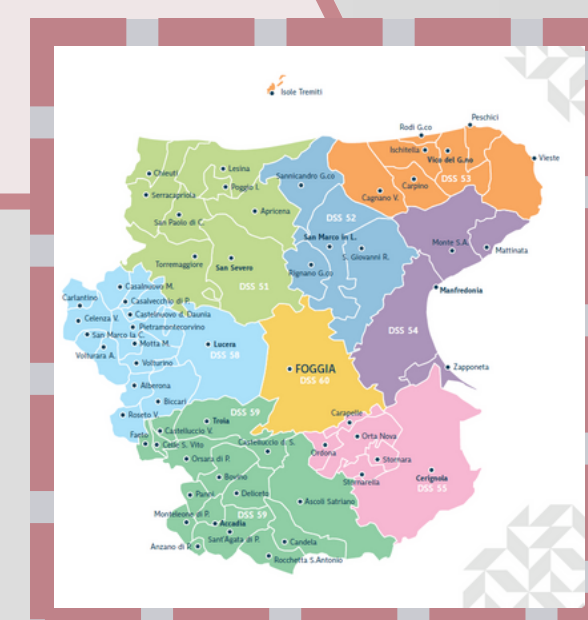 Isole Tremiti
Peschici
Rodi G.co
Ischitella
Vico del G.no
Vieste
DSS 53
Carpino
Cagnano V.
Lesina
Chieuti
Poggio I.
Serracapriola
Apricena
San Paolo di C.
Torremaggiore
San Severo
DSS 51
Sannicandro G.co
DSS 52
San Marco in L.
S. Giovanni R.
Rignano G.co
Monte S.A.
Mattinata
Manfredonia
DSS 54
Zapponeta
Casalnuovo M.
Carlantino
Casalvecchio di P.
Castelnuovo d. Daunia
Celenza V.
Pietramontecorvino
San Marco la C.
Motta M.
Volturara A.
Volturino
Lucera
DSS 58
Alberona
Biccari
Roseto V.
FOGGIA
DSS 60
DSS 59
Troia
Castelluccio V.
Faeto
Celle S. Vito
Castelluccio d. S.
Orsara di P.
Bovino
Panni
Deliceto
Ascoli Satriano
Monteleone di P.
DSS 59
Accadia
Sant'Agata di P.
Anzano di P.
Candela
Rocchetta S.Antonio
Carapelle
Orta Nova
Ordona
Stornara
Stornarella
Cerignola
DSS 55